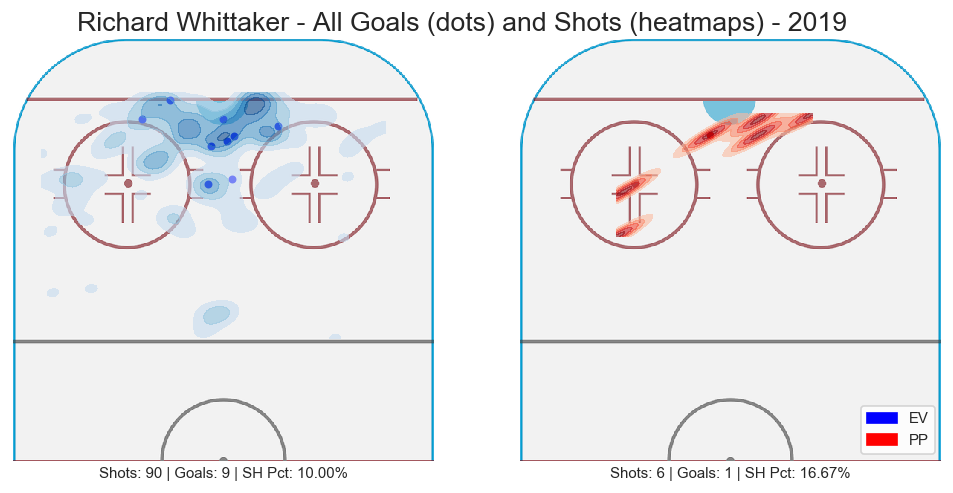 Richard Whittaker - All Goals (dots) and Shots (heatmaps) - 2019
EV
PP
Shots: 90 | Goals: 9 | SH Pct: 10.00%
Shots: 6 | Goals: 1 | SH Pct: 16.67%